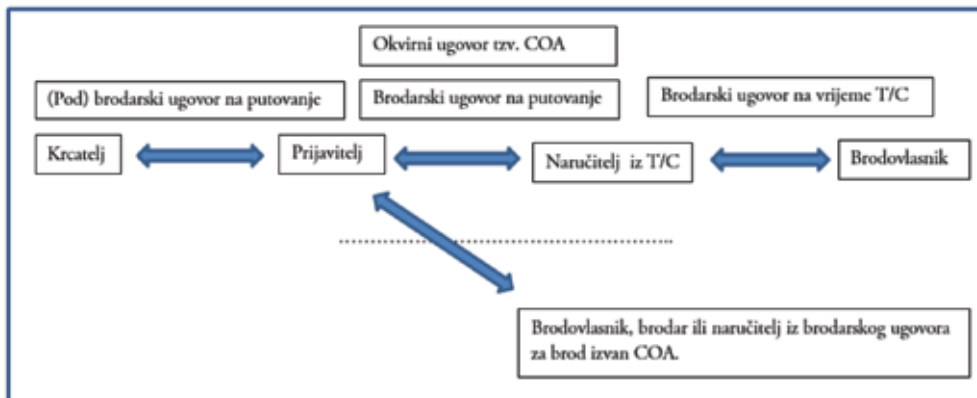 Okvirni ugovor tzv. COA
(Pod) brodarski ugovor na putovanje
Brodarski ugovor na putovanje
Brodarski ugovor na vrijeme T/C
Krcatelj
Prijavitelj
Naručitelj iz T/C
Brodovlasnik
Brodovlasnik, brodar ili naručitelj iz brodarskog ugovora
za brod izvan COA.